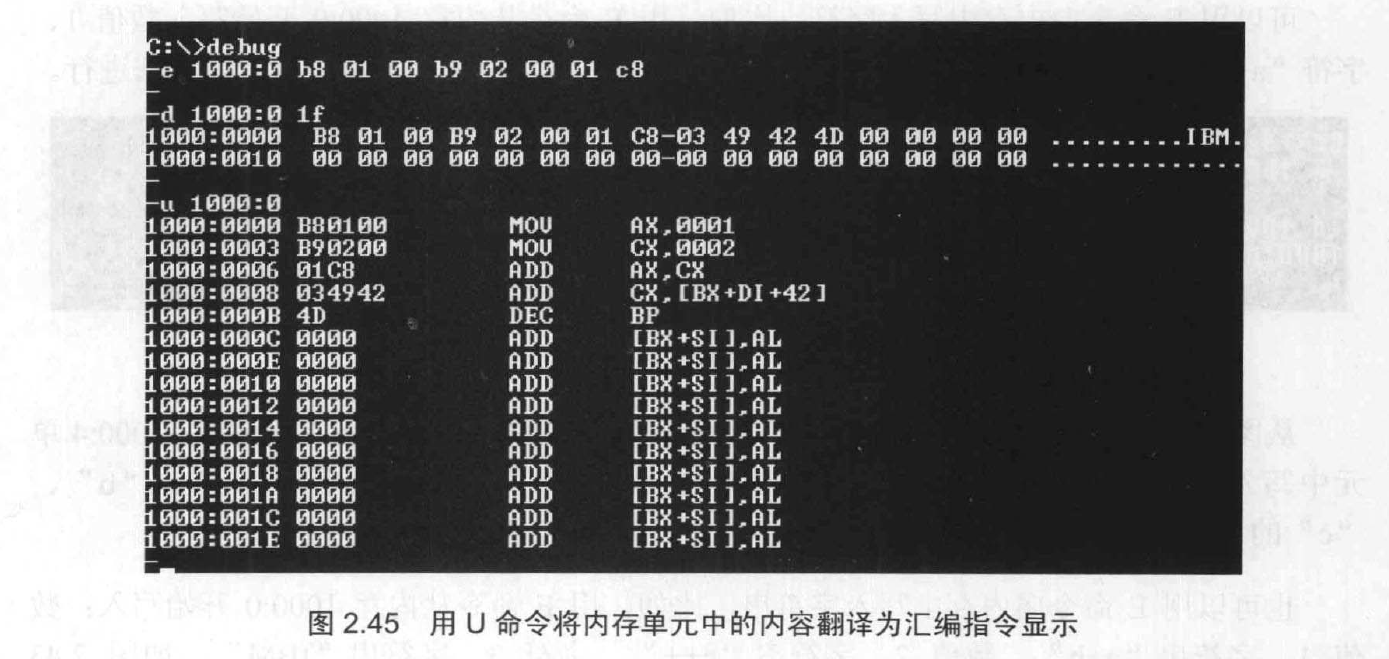 C:\>debug
-e 1000:0 b8 01 00 b9 02 00 01 c8
-
-d 1000:0 1f
1000:0000  B8 01 00 B9 02 00 01 C8-03 49 42 4D 00 00 00 00  .........IBM.
1000:0010  00 00 00 00 00 00 00 00-00 00 00 00 00 00 00 00  .............
-
-u 1000:0
1000:0000 B80100 MOV AX,0001
1000:0003 B90200 MOV CX,0002
1000:0006 01C8 ADD AX,CX
1000:0008 034942 ADD CX,[BX+DI+42]
1000:000B 4D DEC BP
1000:000C 0000 ADD [BX+SI],AL
1000:000E 0000 ADD [BX+SI],AL
1000:0010 0000 ADD [BX+SI],AL
1000:0012 0000 ADD [BX+SI],AL
1000:0014 0000 ADD [BX+SI],AL
1000:0016 0000 ADD [BX+SI],AL
1000:0018 0000 ADD [BX+SI],AL
1000:001A 0000 ADD [BX+SI],AL
1000:001C 0000 ADD [BX+SI],AL
1000:001E 0000 ADD [BX+SI],AL
-
图 2.45 用 U 命令将内存单元中的内容翻译为汇编指令显示